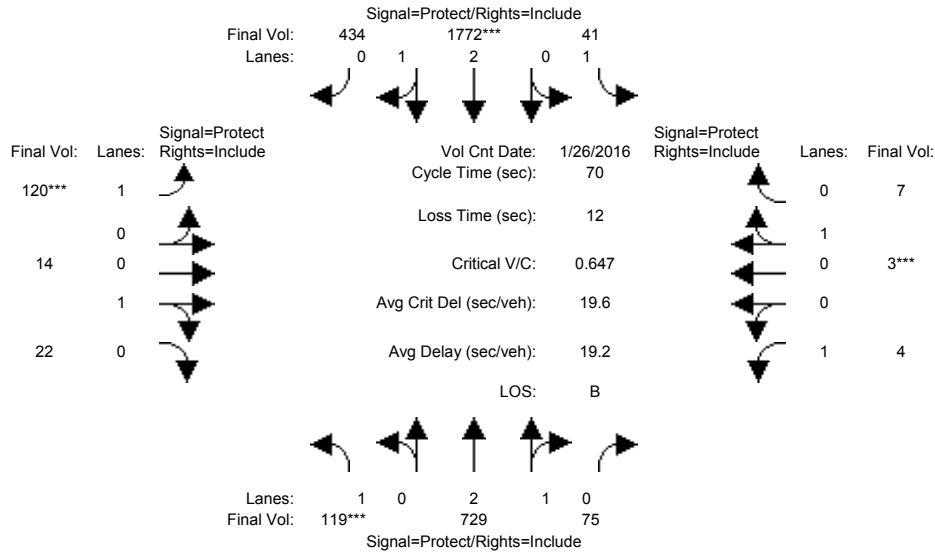 Signal=Protect/Rights=Include
Final Vol: 434 1772*** 41
Lanes: 0 1 2 0 1
Signal=Protect
Final Vol: Lanes: Rights=Include
Vol Cnt Date: 1/26/2016
Signal=Protect
Rights=Include Lanes: Final Vol:
Cycle Time (sec): 70
120*** 1
0 7
Loss Time (sec): 12
0
1
14 0
Critical V/C: 0.647
0 3***
1
Avg Crit Del (sec/veh): 19.6
0
22 0
Avg Delay (sec/veh): 19.2
1 4
LOS: B
Lanes: 1 0 2 1 0
Final Vol: 119*** 729 75
Signal=Protect/Rights=Include